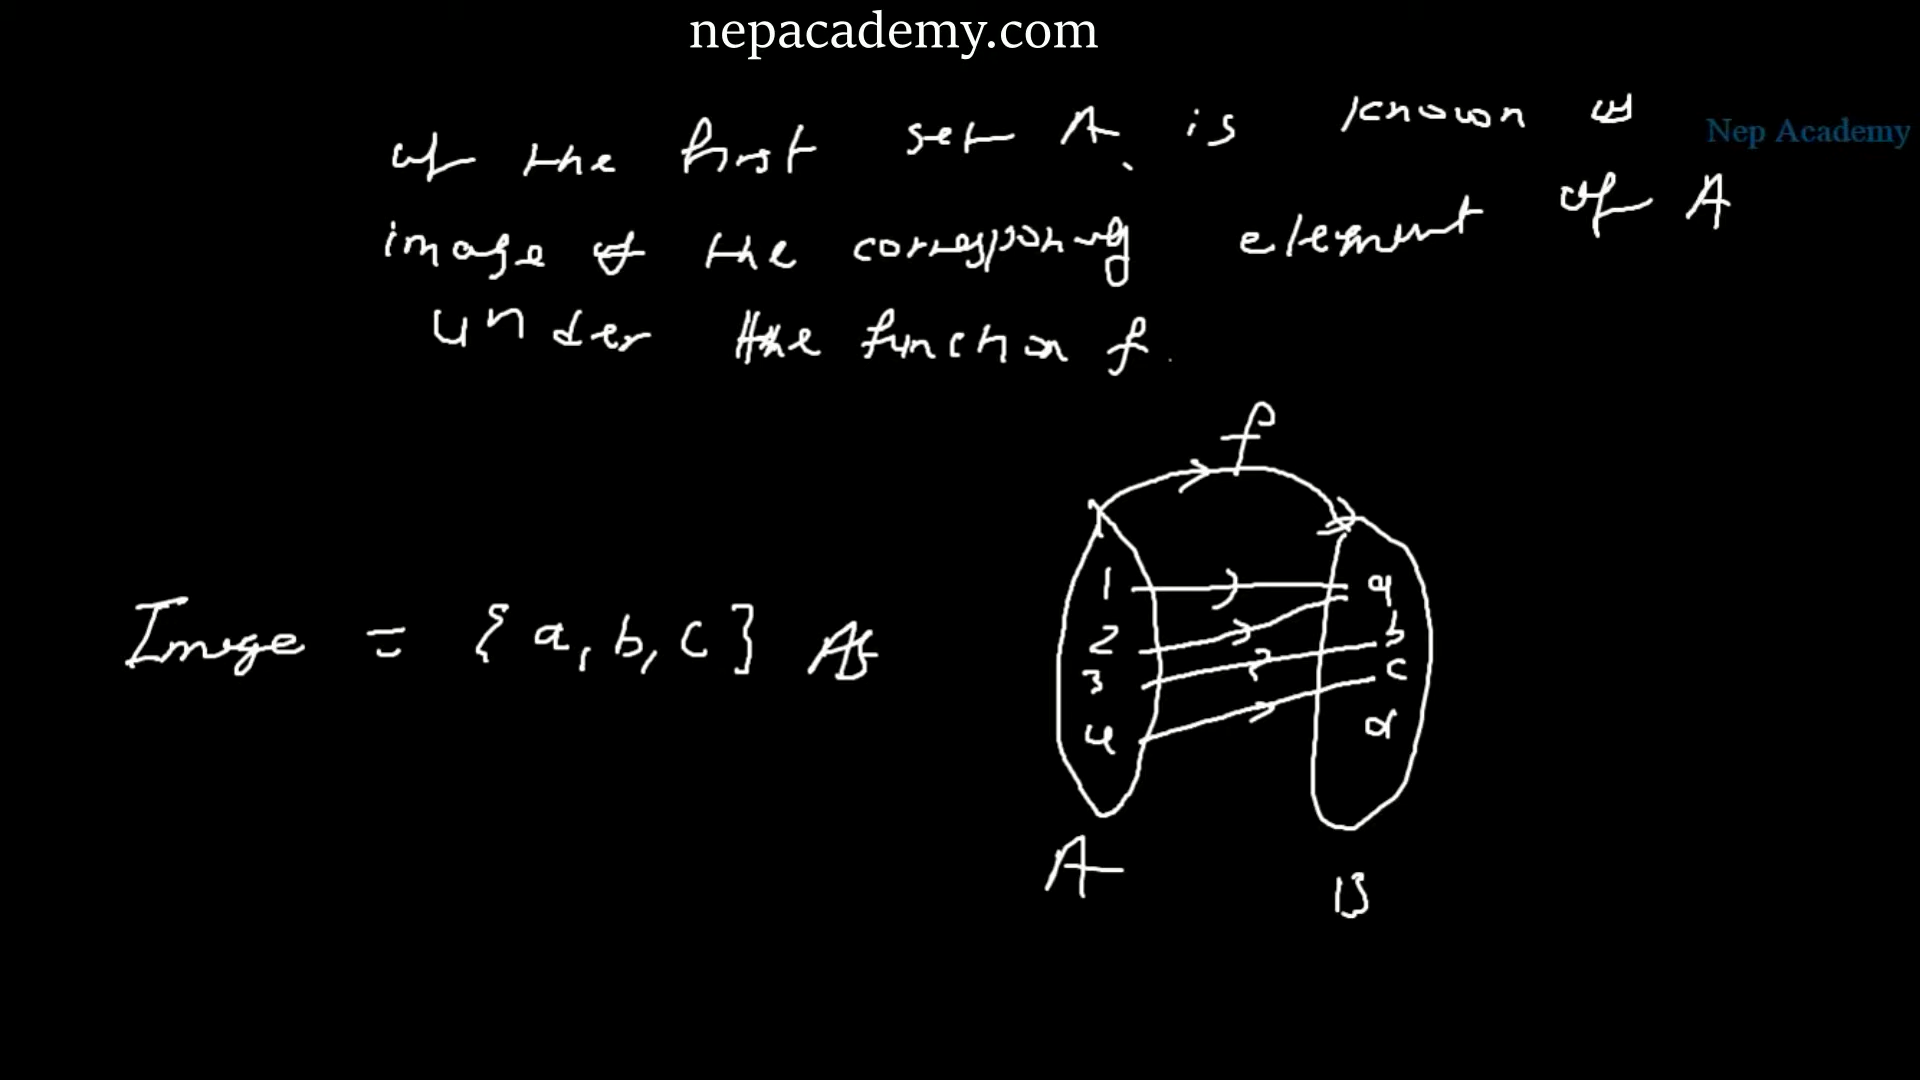 nepacademy.com
of the first set A, is known as
Nep Academy
image of the correspong element of A
under the function f.
f
Image = { a, b, c }
1 a
2 b
3 c
4 d
A B